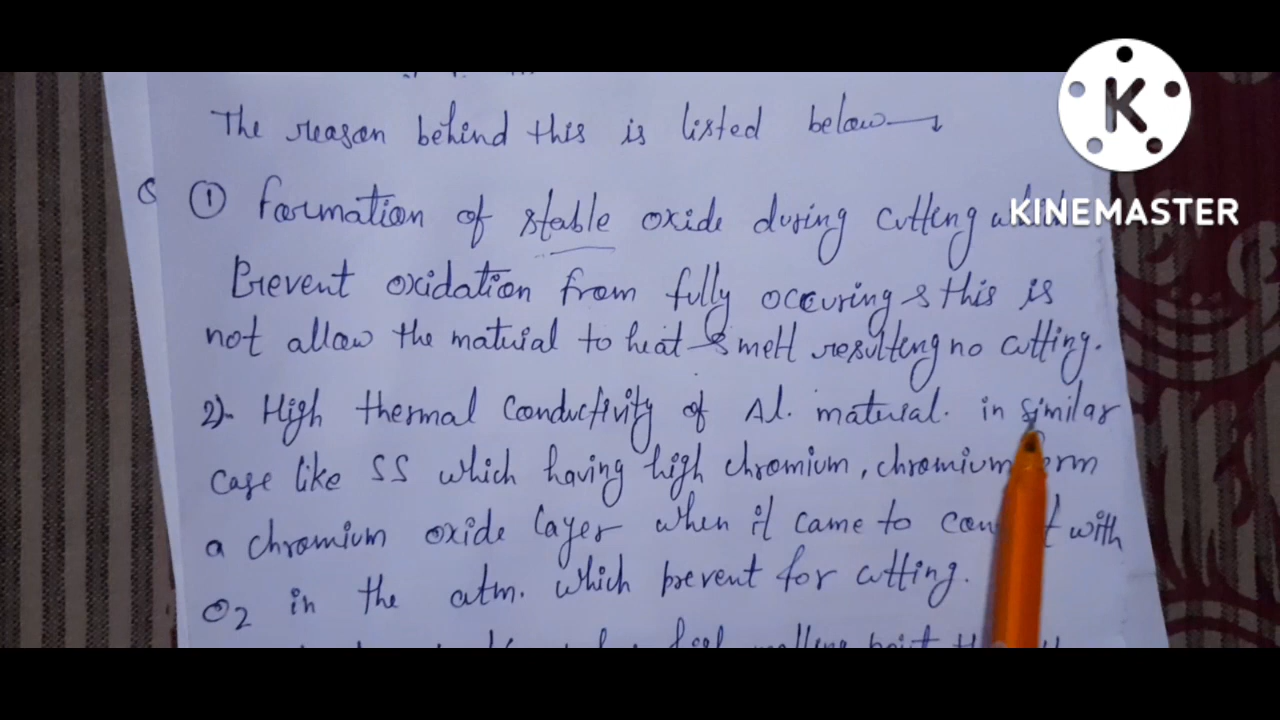 The reason behind this is listed below →
① Formation of stable oxide during cutting
Prevent oxidation from fully occuring & this is
not allow the material to heat & melt resulting no cutting.
2)- High thermal conductivity of Al. material. in similar
case like SS which having high chromium, chromium form
a chromium oxide layer when it came to contact with
O2 in the atm. which prevent for cutting.
melting point
K
KINEMASTER